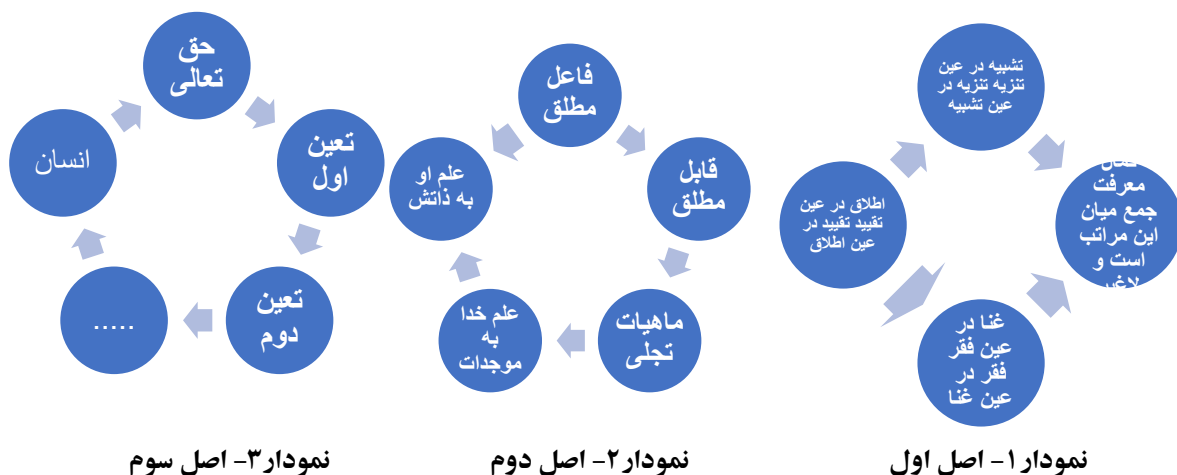 تشبیه در عین
تنزیه تنزیه در
عین تشبیه
کمال
معرفت
جمع میان
این مراتب
است و
لاغیر
غنا در
عین فقر
فقر در
عین غنا
اطلاق در عین
تقیید تقیید در
عین اطلاق
نمودار۱- اصل اول
فاعل
مطلق
قابل
مطلق
ماهیات
تجلی
علم خدا
به
موجدات
علم او
به ذاتش
نمودار۲- اصل دوم
حق
تعالی
تعین
اول
تعین
دوم
.....
انسان
نمودار۳- اصل سوم